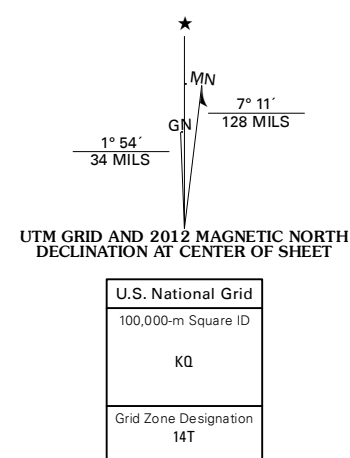 ★
MN
7° 11´
128 MILS
GN
1° 54´
34 MILS
UTM GRID AND 2012 MAGNETIC NORTH
DECLINATION AT CENTER OF SHEET
U.S. National Grid
100,000-m Square ID
KQ
Grid Zone Designation
14T